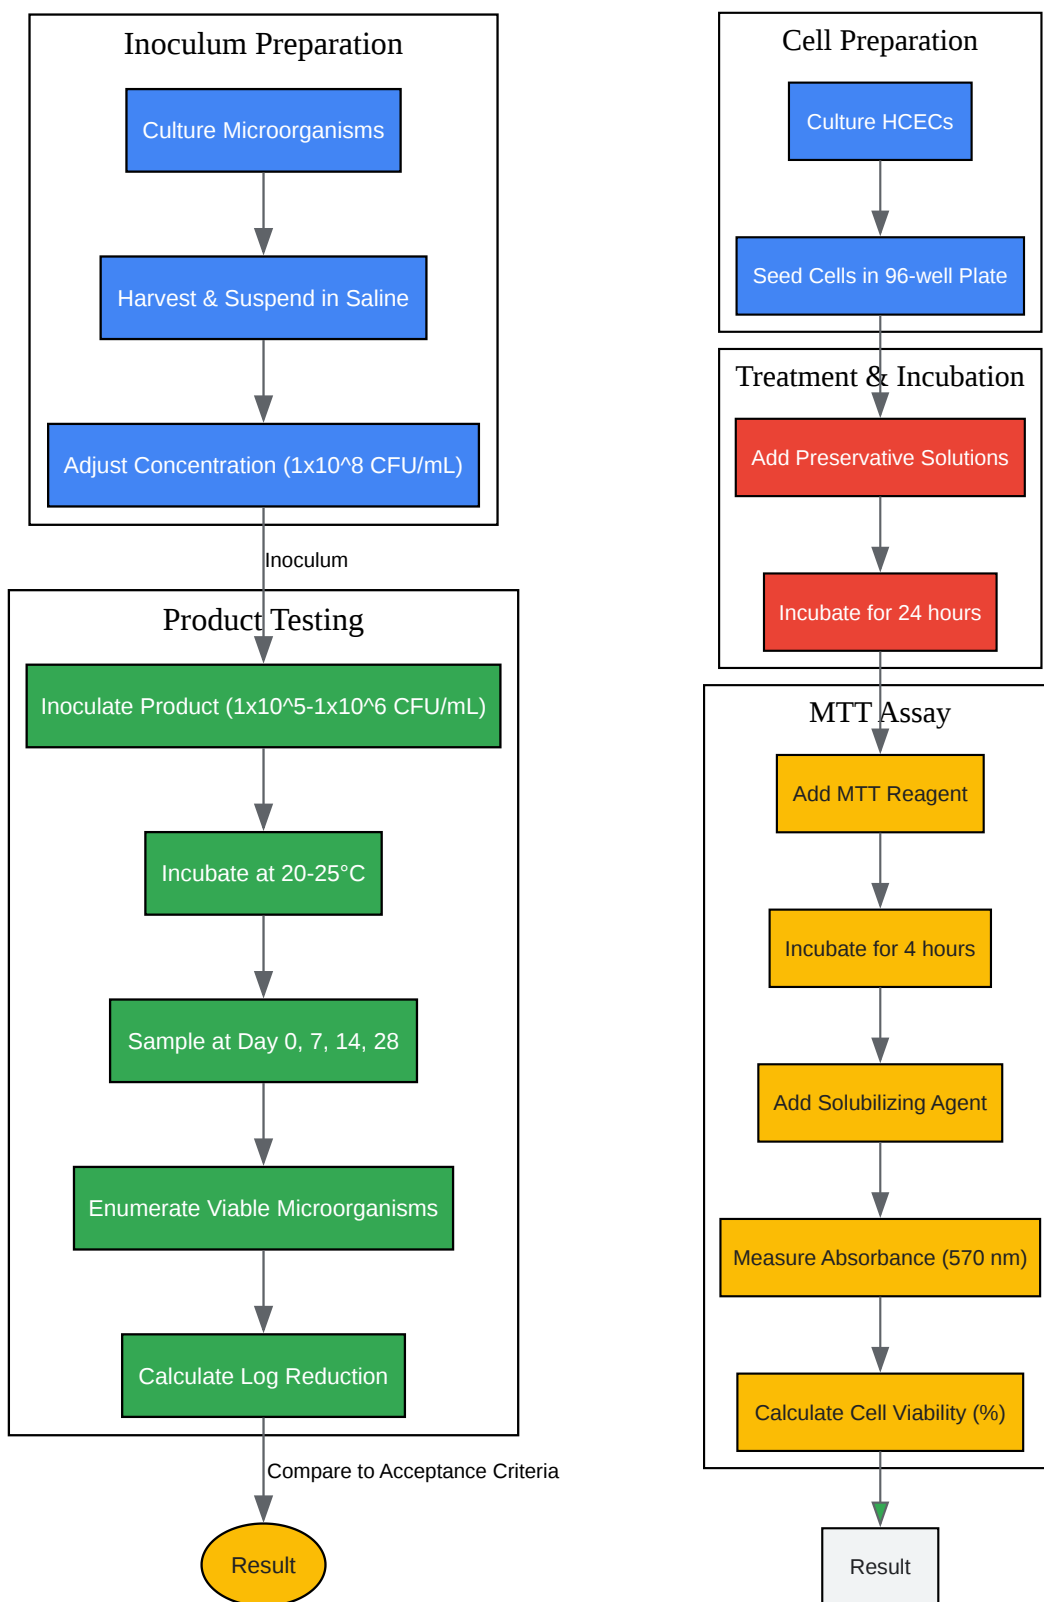 Inoculum Preparation
Culture Microorganisms
Harvest & Suspend in Saline
Adjust Concentration (1x10^8 CFU/mL)
Inoculum
Product Testing
Inoculate Product (1x10^5-1x10^6 CFU/mL)
Incubate at 20-25°C
Sample at Day 0, 7, 14, 28
Enumerate Viable Microorganisms
Calculate Log Reduction
Compare to Acceptance Criteria
Result
Cell Preparation
Culture HCECs
Seed Cells in 96-well Plate
Treatment & Incubation
Add Preservative Solutions
Incubate for 24 hours
MTT Assay
Add MTT Reagent
Incubate for 4 hours
Add Solubilizing Agent
Measure Absorbance (570 nm)
Calculate Cell Viability (%)
Result